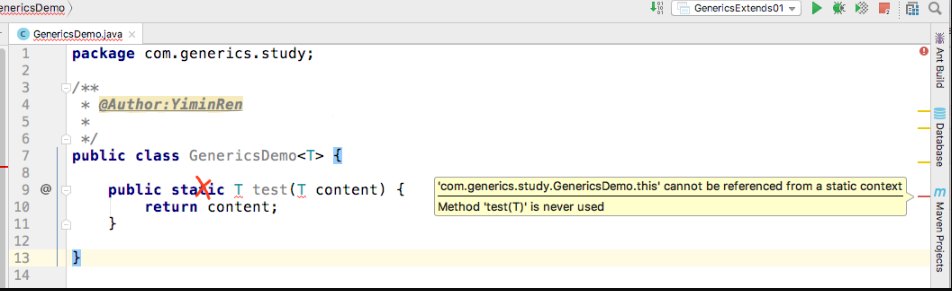 enericsDemo
GenericsExtends01
GenericsDemo.java
1 package com.generics.study;
2
3 /**
4 * @Author:YiminRen
5 *
6 */
7 public class GenericsDemo<T> {
8
9 @ public static T test(T content) {
10 return content;
11 }
12
13 }
14
'com.generics.study.GenericsDemo.this' cannot be referenced from a static context
Method 'test(T)' is never used
Ant Build
Database
Maven Projects